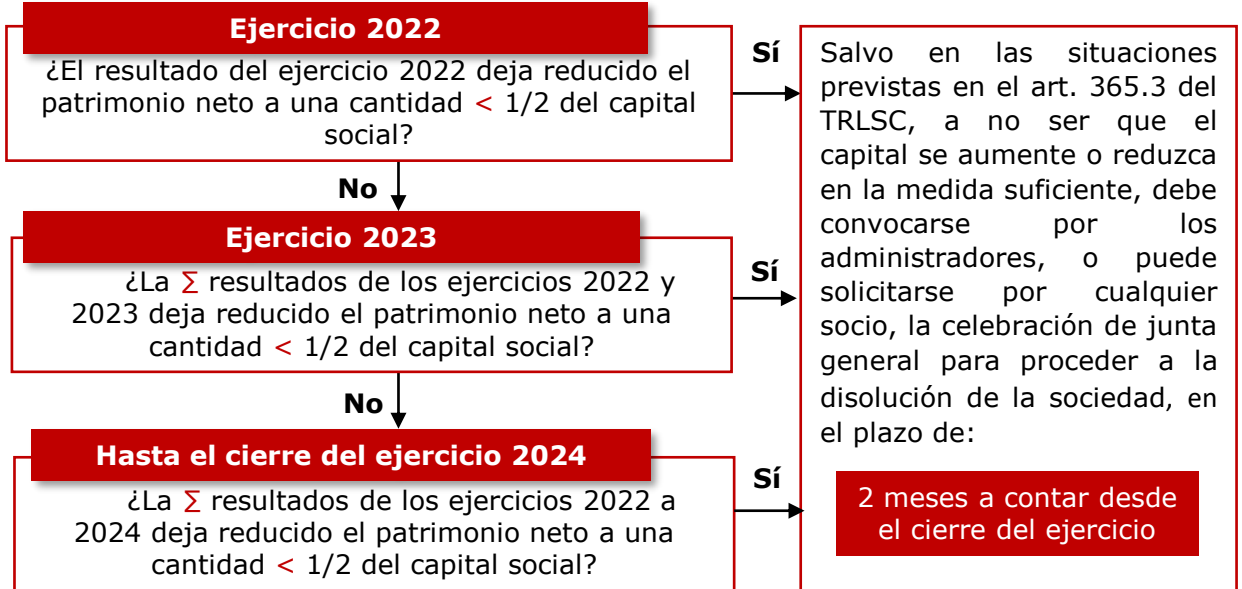 Ejercicio 2022
¿El resultado del ejercicio 2022 deja reducido el
patrimonio neto a una cantidad < 1/2 del capital
social?
Sí
No
Ejercicio 2023
¿La ∑ resultados de los ejercicios 2022 y
2023 deja reducido el patrimonio neto a una
cantidad < 1/2 del capital social?
Sí
No
Hasta el cierre del ejercicio 2024
¿La ∑ resultados de los ejercicios 2022 a
2024 deja reducido el patrimonio neto a una
cantidad < 1/2 del capital social?
Sí
Salvo en las situaciones
previstas en el art. 365.3 del
TRLSC, a no ser que el
capital se aumente o reduzca
en la medida suficiente, debe
convocarse por los
administradores, o puede
solicitarse por cualquier
socio, la celebración de junta
general para proceder a la
disolución de la sociedad, en
el plazo de:
2 meses a contar desde
el cierre del ejercicio